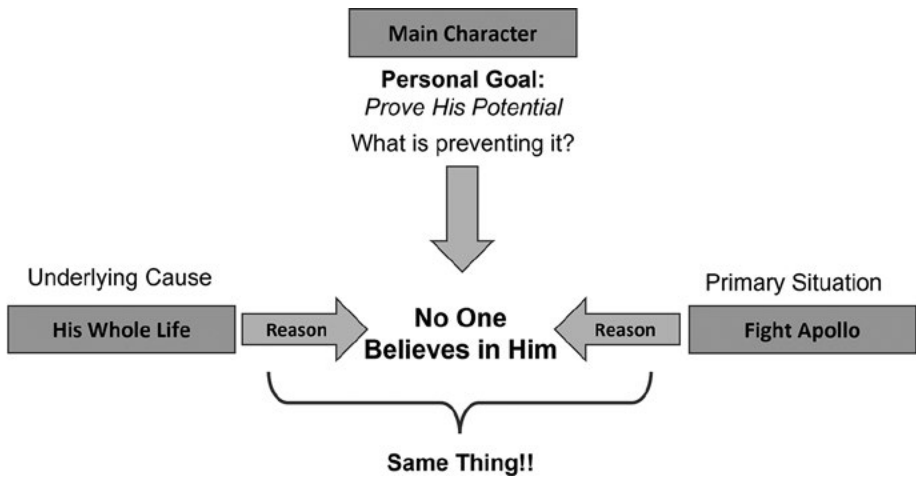 Main Character
Personal Goal:
Prove His Potential
What is preventing it?
Underlying Cause
His Whole Life
Reason
No One
Believes in Him
Reason
Primary Situation
Fight Apollo
Same Thing!!